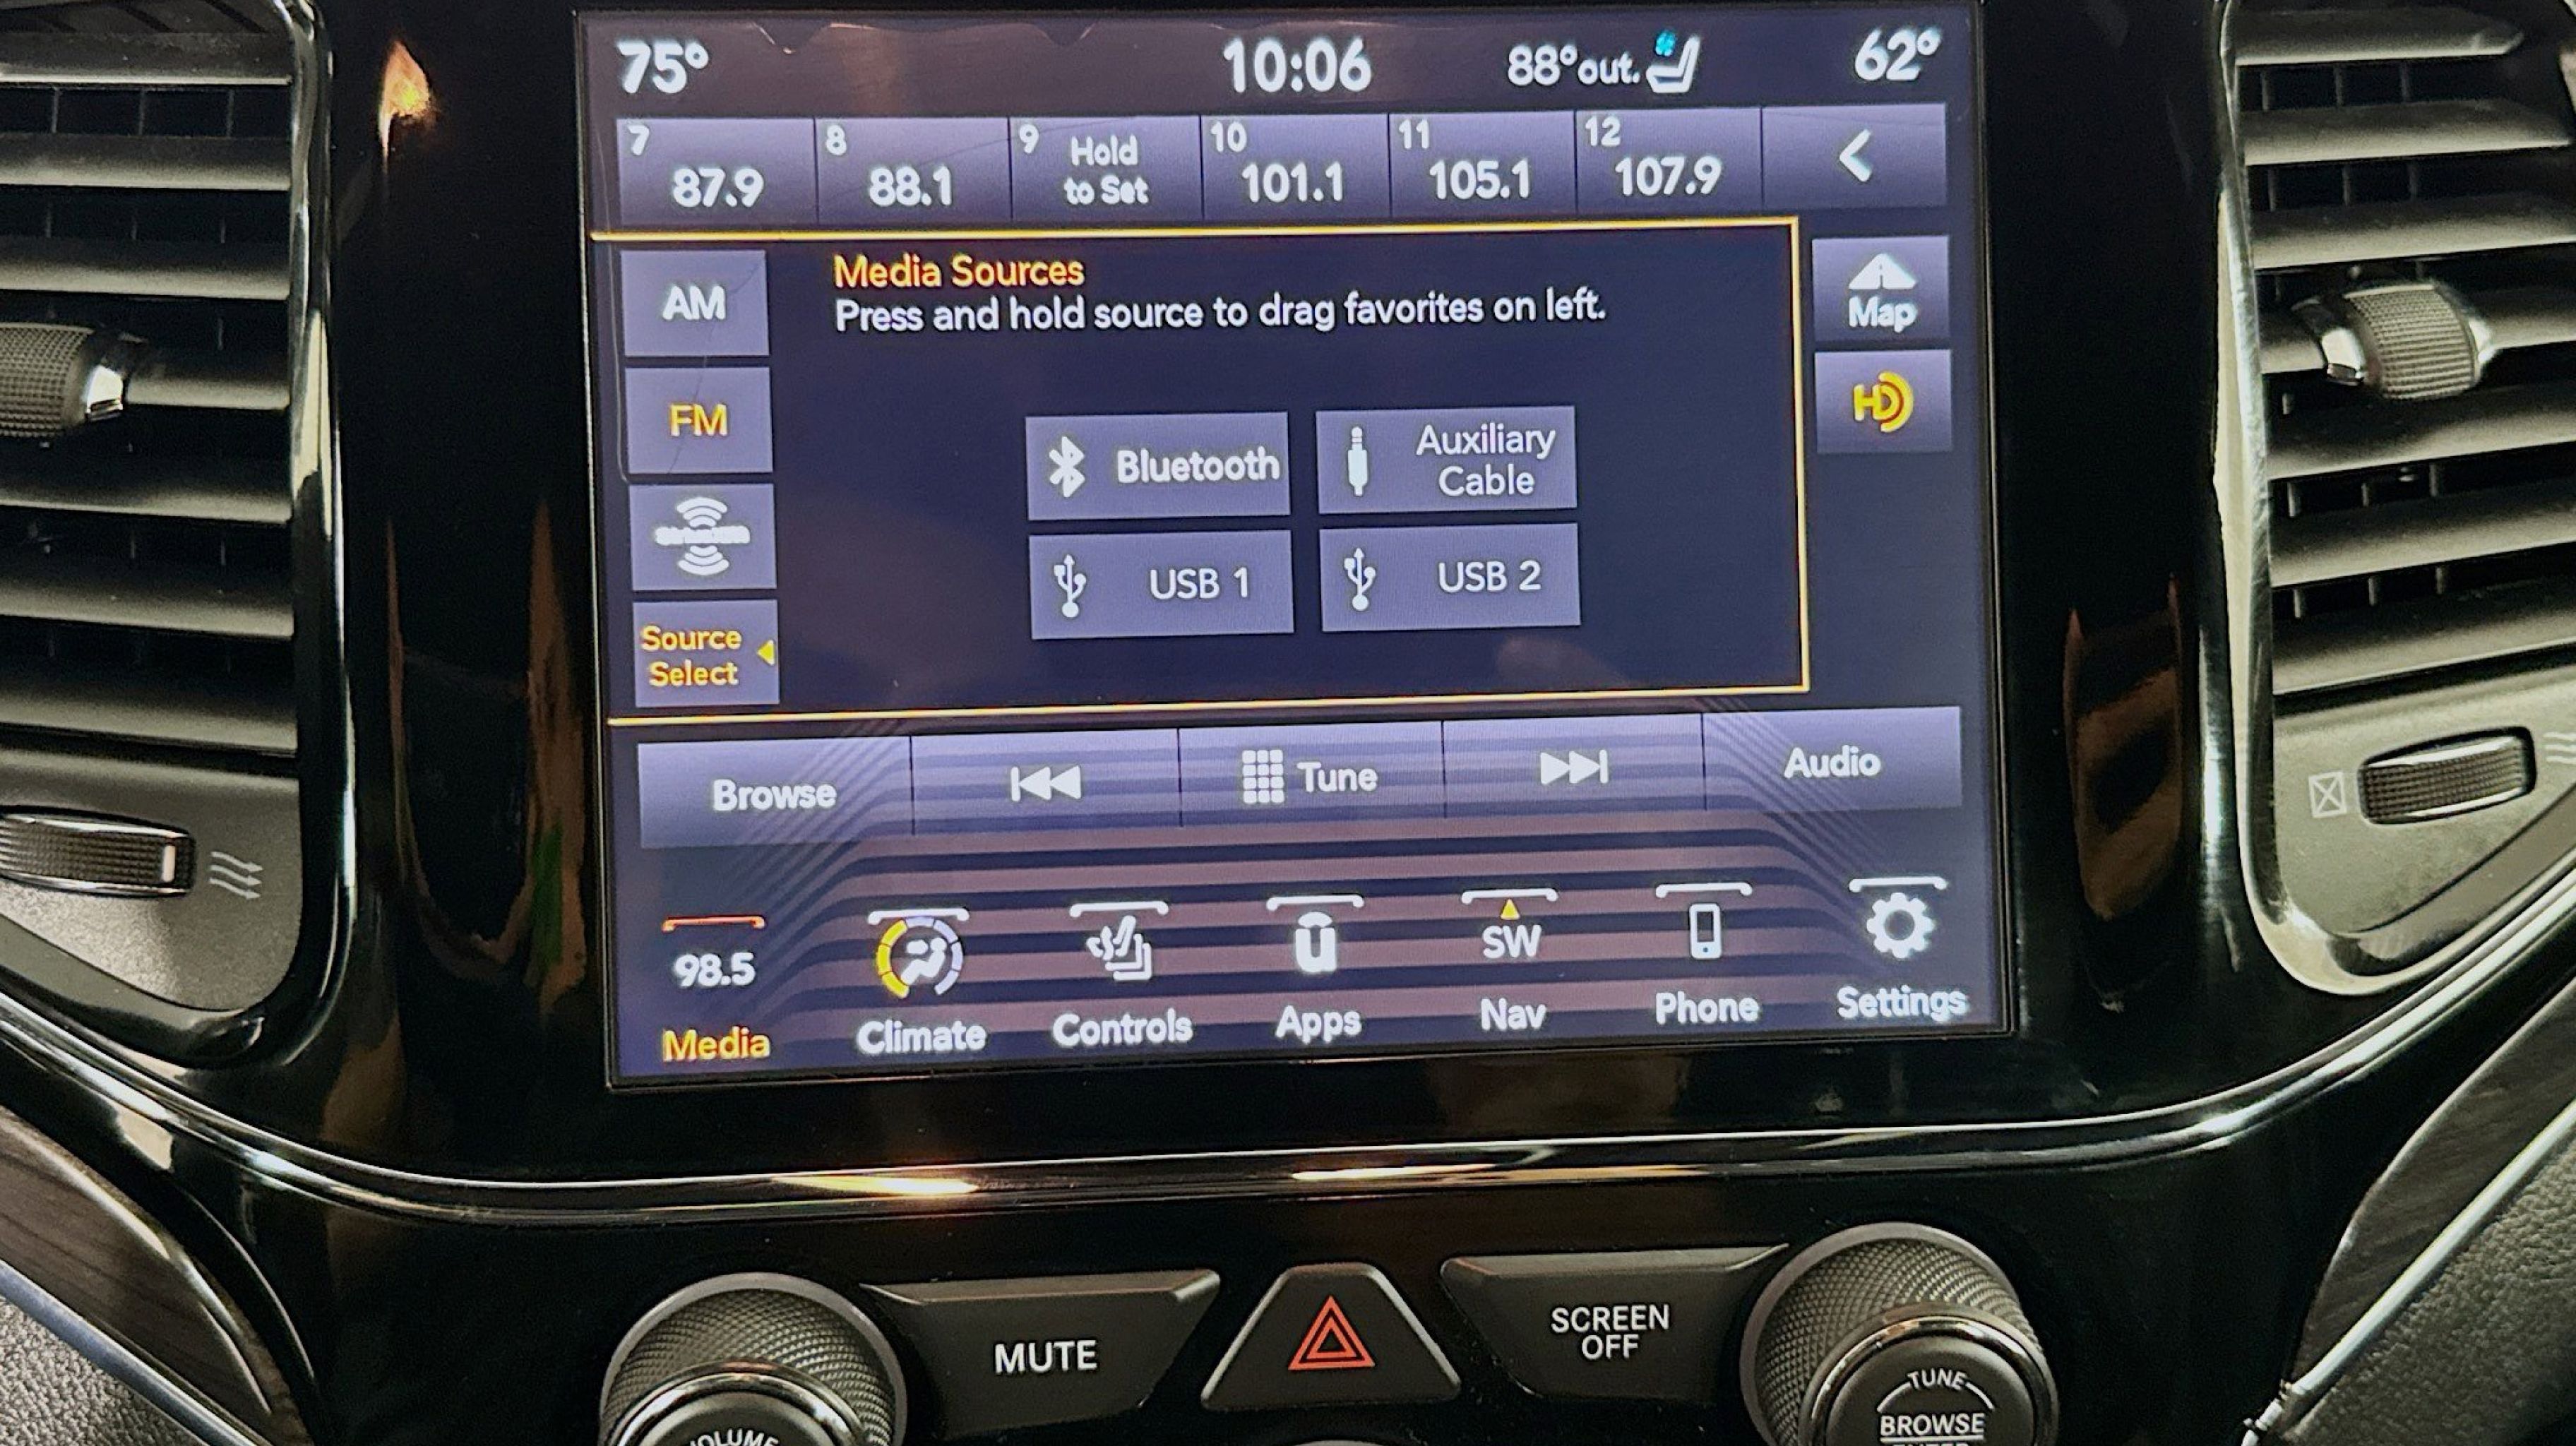 75° 10:06 88°out. 62°
7 8 9 Hold 10 11 12
87.9 88.1 to Set 101.1 105.1 107.9
AM
Media Sources
Press and hold source to drag favorites on left.
Map
FM
HD
Bluetooth
Auxiliary
Cable
USB 1 USB 2
Source
Select
Browse Tune Audio
98.5 u SW
Media Climate Controls Apps Nav Phone Settings
MUTE
SCREEN
OFF
VOLUME
TUNE
BROWSE